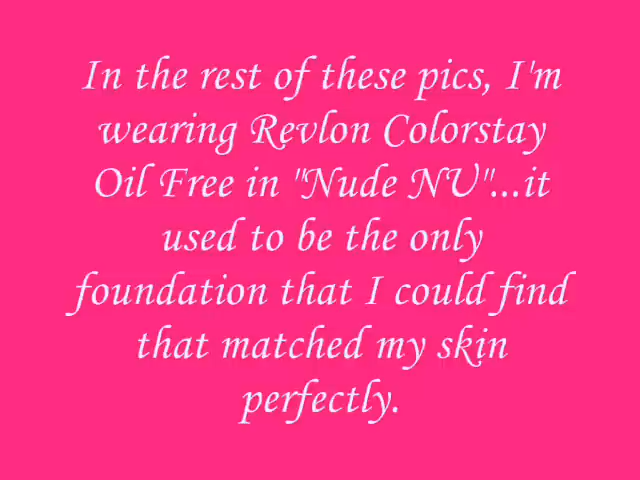 In the rest of these pics, I'm
wearing Revlon Colorstay
Oil Free in "Nude NU"...it
used to be the only
foundation that I could find
that matched my skin
perfectly.